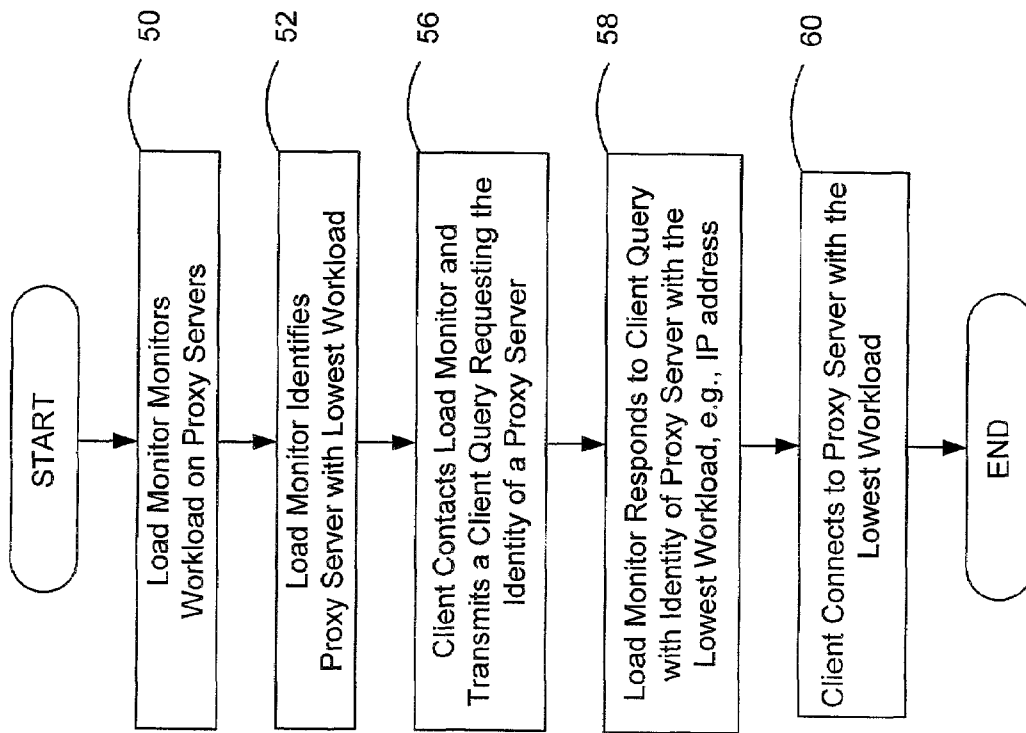 START
Load Monitor Monitors
Workload on Proxy Servers
50
Load Monitor Identifies
Proxy Server with Lowest Workload
52
Client Contacts Load Monitor and
Transmits a Client Query Requesting the
Identity of a Proxy Server
56
Load Monitor Responds to Client Query
with Identity of Proxy Server with the
Lowest Workload, e.g., IP address
58
Client Connects to Proxy Server with the
Lowest Workload
60
END